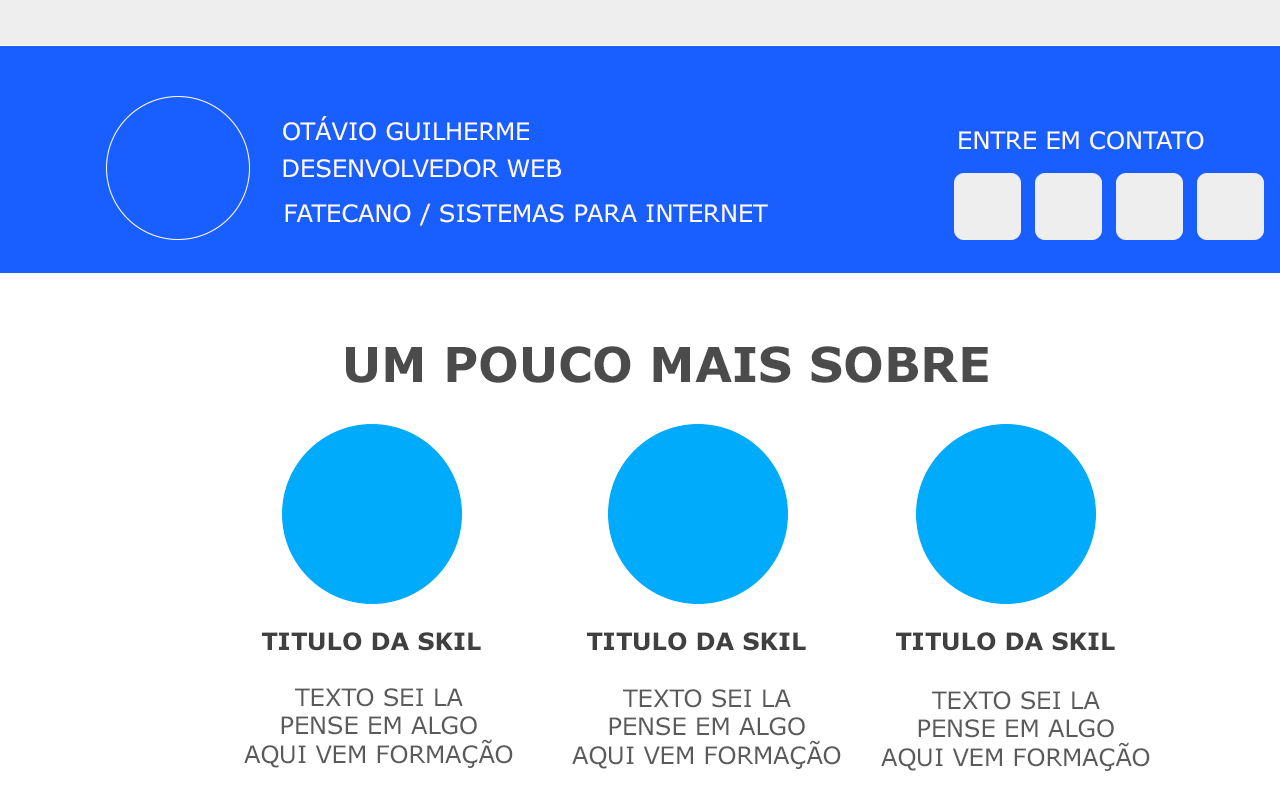 OTÁVIO GUILHERME
DESENVOLVEDOR WEB
FATECANO / SISTEMAS PARA INTERNET
ENTRE EM CONTATO
UM POUCO MAIS SOBRE
TITULO DA SKIL
TEXTO SEI LA
PENSE EM ALGO
AQUI VEM FORMAÇÃO
TITULO DA SKIL
TEXTO SEI LA
PENSE EM ALGO
AQUI VEM FORMAÇÃO
TITULO DA SKIL
TEXTO SEI LA
PENSE EM ALGO
AQUI VEM FORMAÇÃO